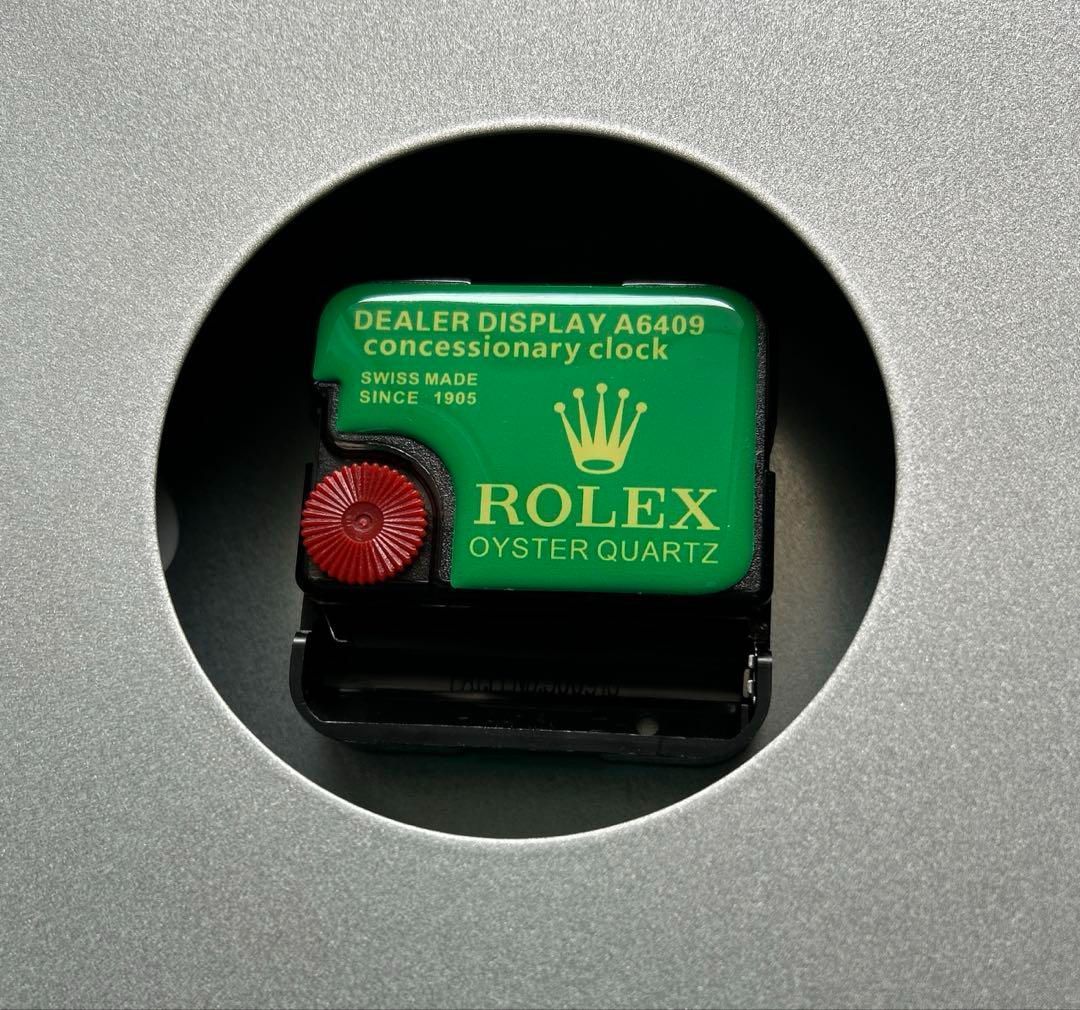 DEALER DISPLAY A6409
concessionary clock
SWISS MADE
SINCE 1905
ROLEX
OYSTER QUARTZ